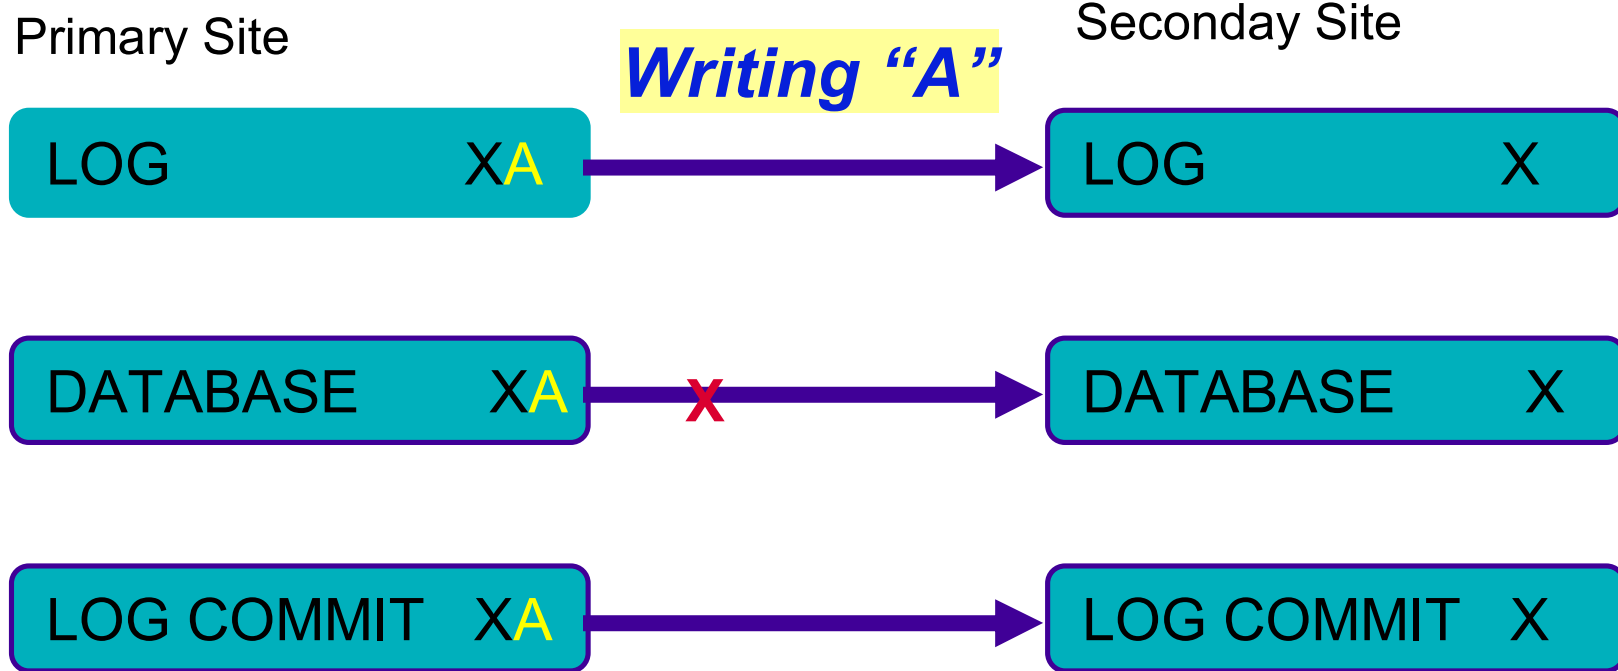 Primary Site
Seconday Site
Writing “A”
LOG XA
LOG X
DATABASE XA
X
DATABASE X
LOG COMMIT XA
LOG COMMIT X